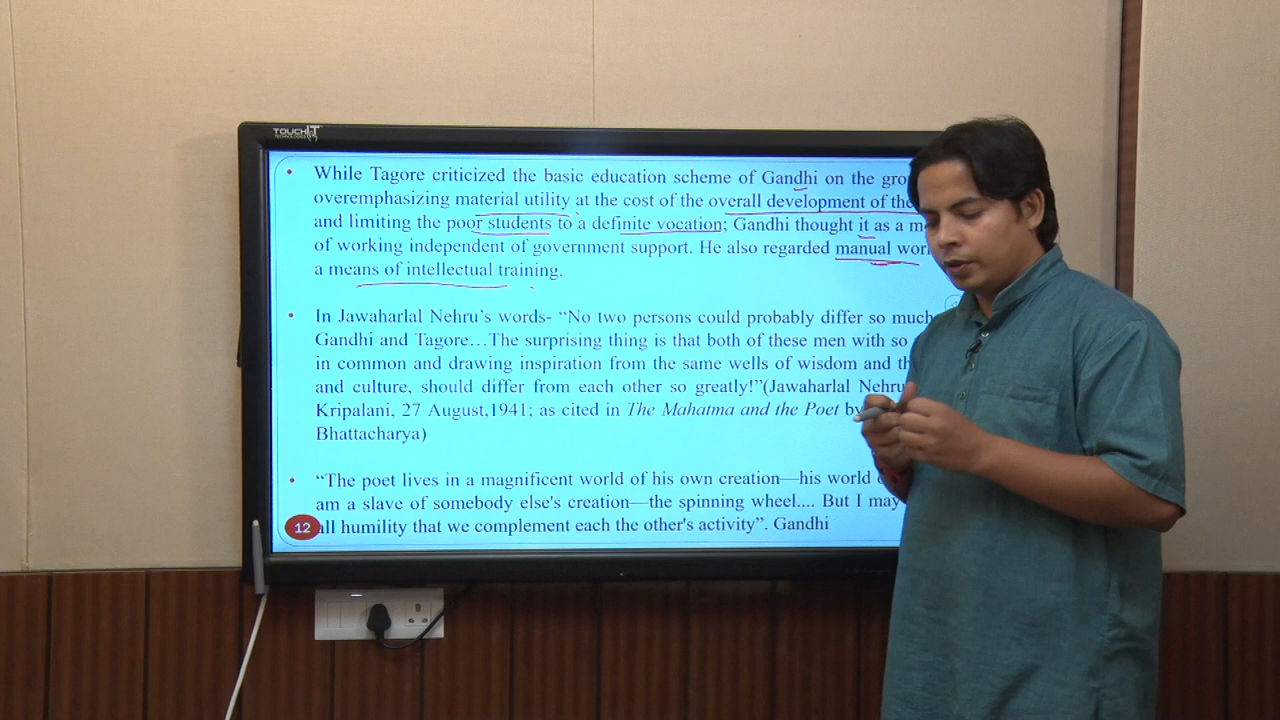 TOUCHIT
TECHNOLOGIES
• While Tagore criticized the basic education scheme of Gandhi on the
overemphasizing material utility at the cost of the overall development of the
and limiting the poor students to a definite vocation; Gandhi thought it as a
of working independent of government support. He also regarded manual
a means of intellectual training.
• In Jawaharlal Nehru's words- “No two persons could probably differ so much
Gandhi and Tagore…The surprising thing is that both of these men with so
in common and drawing inspiration from the same wells of wisdom and
and culture, should differ from each other so greatly!”(Jawaharlal Nehru
Kripalani, 27 August,1941; as cited in The Mahatma and the Poet by
Bhattacharya)
• “The poet lives in a magnificent world of his own creation—his world
am a slave of somebody else's creation—the spinning wheel.... But I may
all humility that we complement each the other's activity”. Gandhi
12